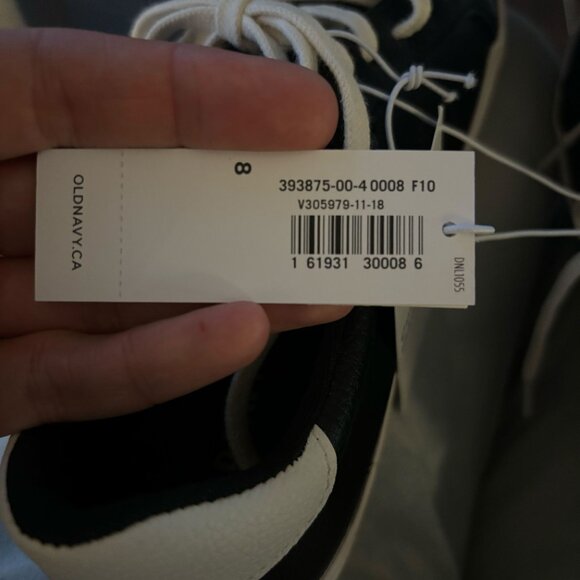 8
393875-00-4 0008 F10
V305979-11-18
1 61931 30008 6
OLDNAVY.CA
DNL1055